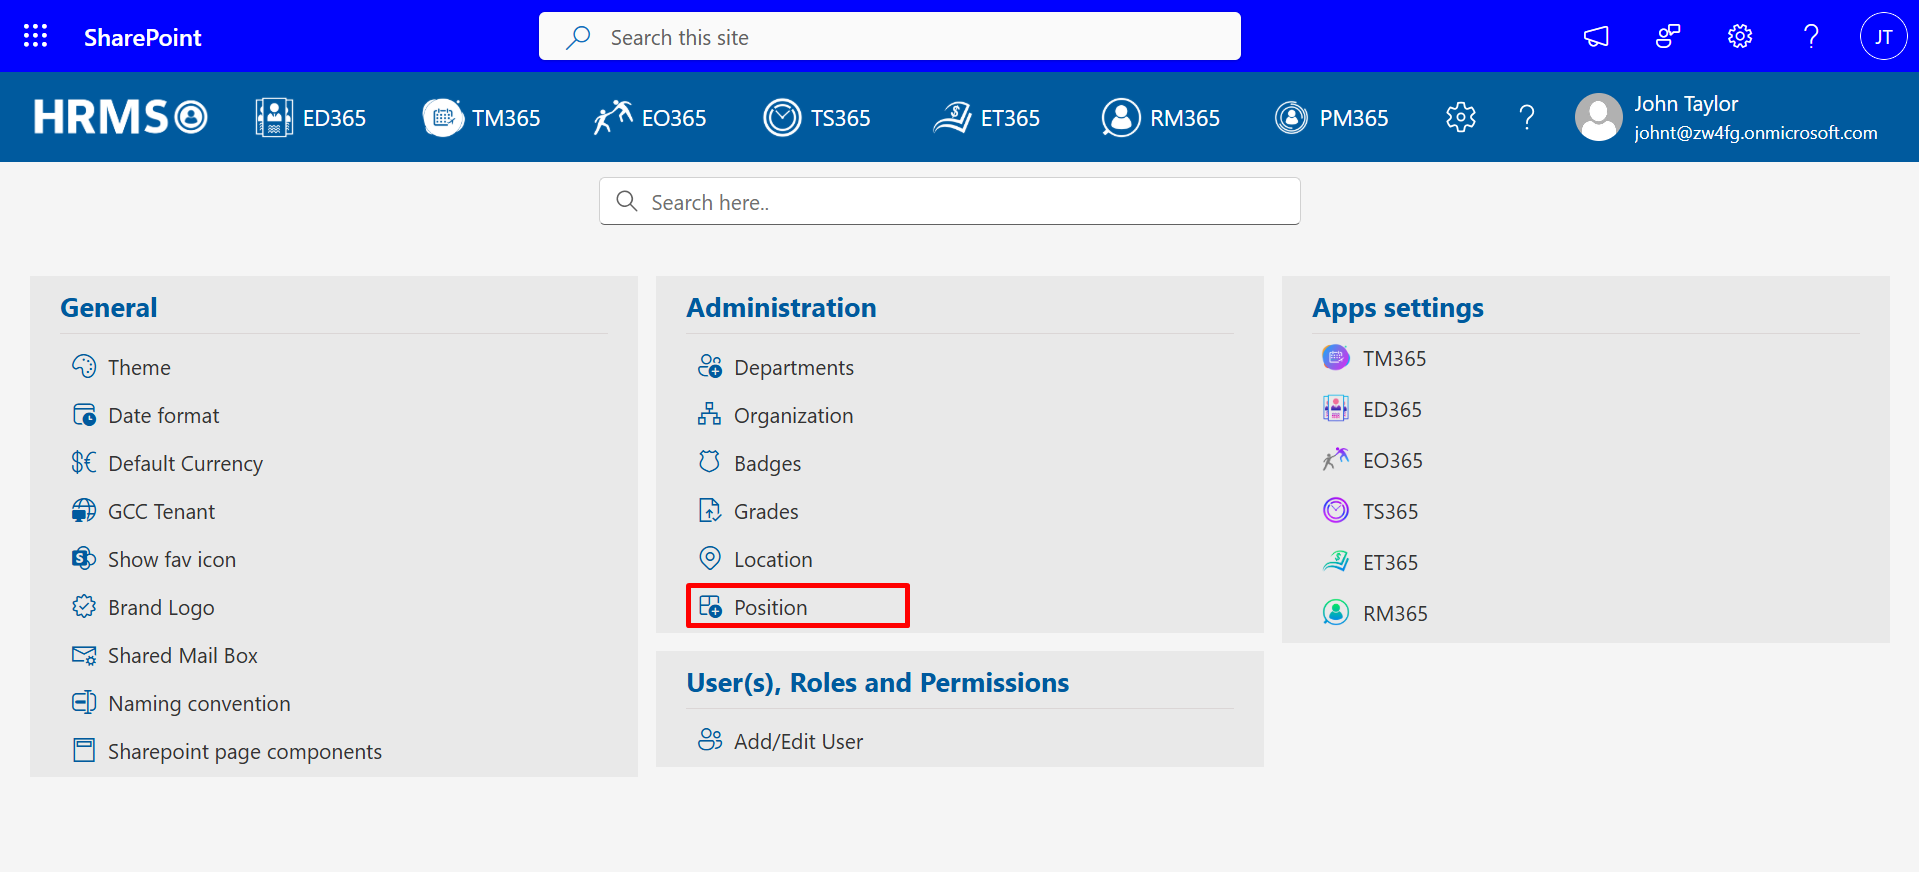 SharePoint
Search this site
JT
HRMS
ED365
TM365
EO365
TS365
ET365
RM365
PM365
John Taylor
johnt@zw4fg.onmicrosoft.com
Search here..
General
Theme
Date format
Default Currency
GCC Tenant
Show fav icon
Brand Logo
Shared Mail Box
Naming convention
Sharepoint page components
Administration
Departments
Organization
Badges
Grades
Location
Position
User(s), Roles and Permissions
Add/Edit User
Apps settings
TM365
ED365
EO365
TS365
ET365
RM365